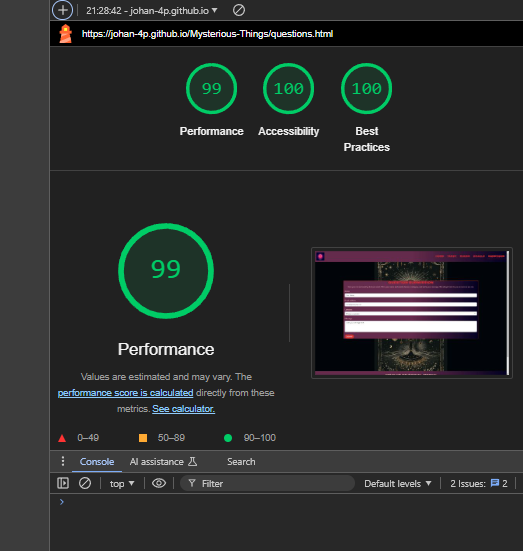 21:28:42 - johan-4p.github.io
https://johan-4p.github.io/Mysterious-Things/questions.html
99
100
100
Performance
Accessibility
Best
Practices
99
Performance
Values are estimated and may vary. The
performance score is calculated directly from these
metrics. See calculator.
0–49
50–89
90–100
Console
AI assistance
Search
top
Filter
Default levels
2 Issues:
2